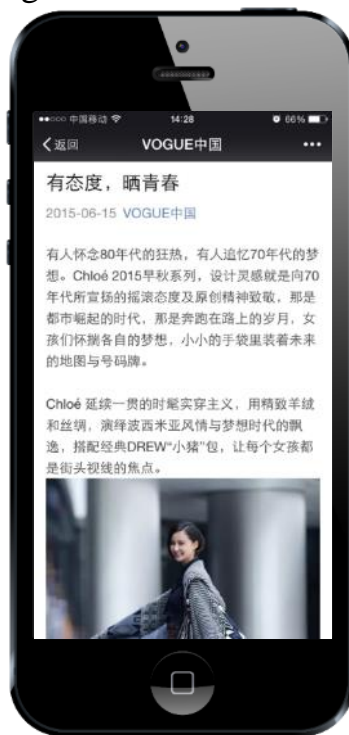 ●●○○○ 中国移动 14:28 66%
返回 VOGUE中国 •••
有态度，晒青春
2015-06-15 VOGUE中国
有人怀念80年代的狂热，有人追忆70年代的梦
想。Chloé 2015早秋系列，设计灵感就是向70
年代所宣扬的摇滚态度及原创精神致敬，那是
都市崛起的时代，那是奔跑在路上的岁月，女
孩们怀揣各自的梦想，小小的手袋里装着未来
的地图与号码牌。
Chloé 延续一贯的时髦实穿主义，用精致羊绒
和丝绸，演绎波西米亚风情与梦想时代的飘
逸，搭配经典DREW“小猪”包，让每个女孩都
是街头视线的焦点。